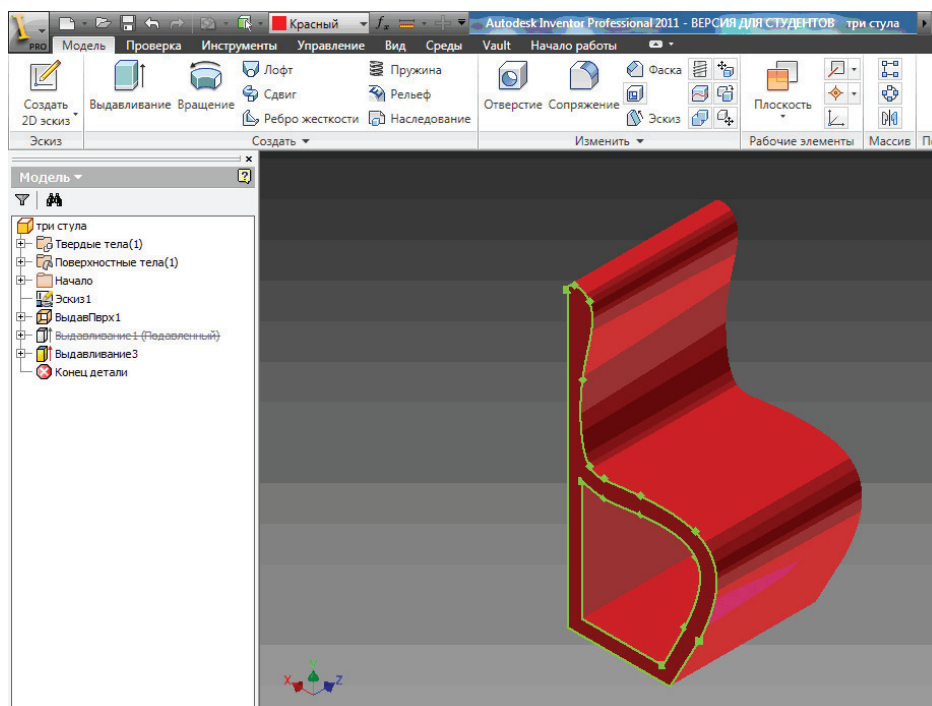 Красный fx Autodesk Inventor Professional 2011 - ВЕРСИЯ ДЛЯ СТУДЕНТОВ три стула
PRO Модель Проверка Инструменты Управление Вид Среды Vault Начало работы
Создать 2D эскиз
Выдавливание
Вращение
Лофт
Сдвиг
Ребро жесткости
Пружина
Рельеф
Наследование
Отверстие
Сопряжение
Фаска
Эскиз
Плоскость
Эскиз Создать Изменить Рабочие элементы Массив
Модель
три стула
Твердые тела(1)
Поверхностные тела(1)
Начало
Эскиз1
ВыдавПврх1
Выдавливание1 (Подавленный)
Выдавливание3
Конец детали
X Y Z